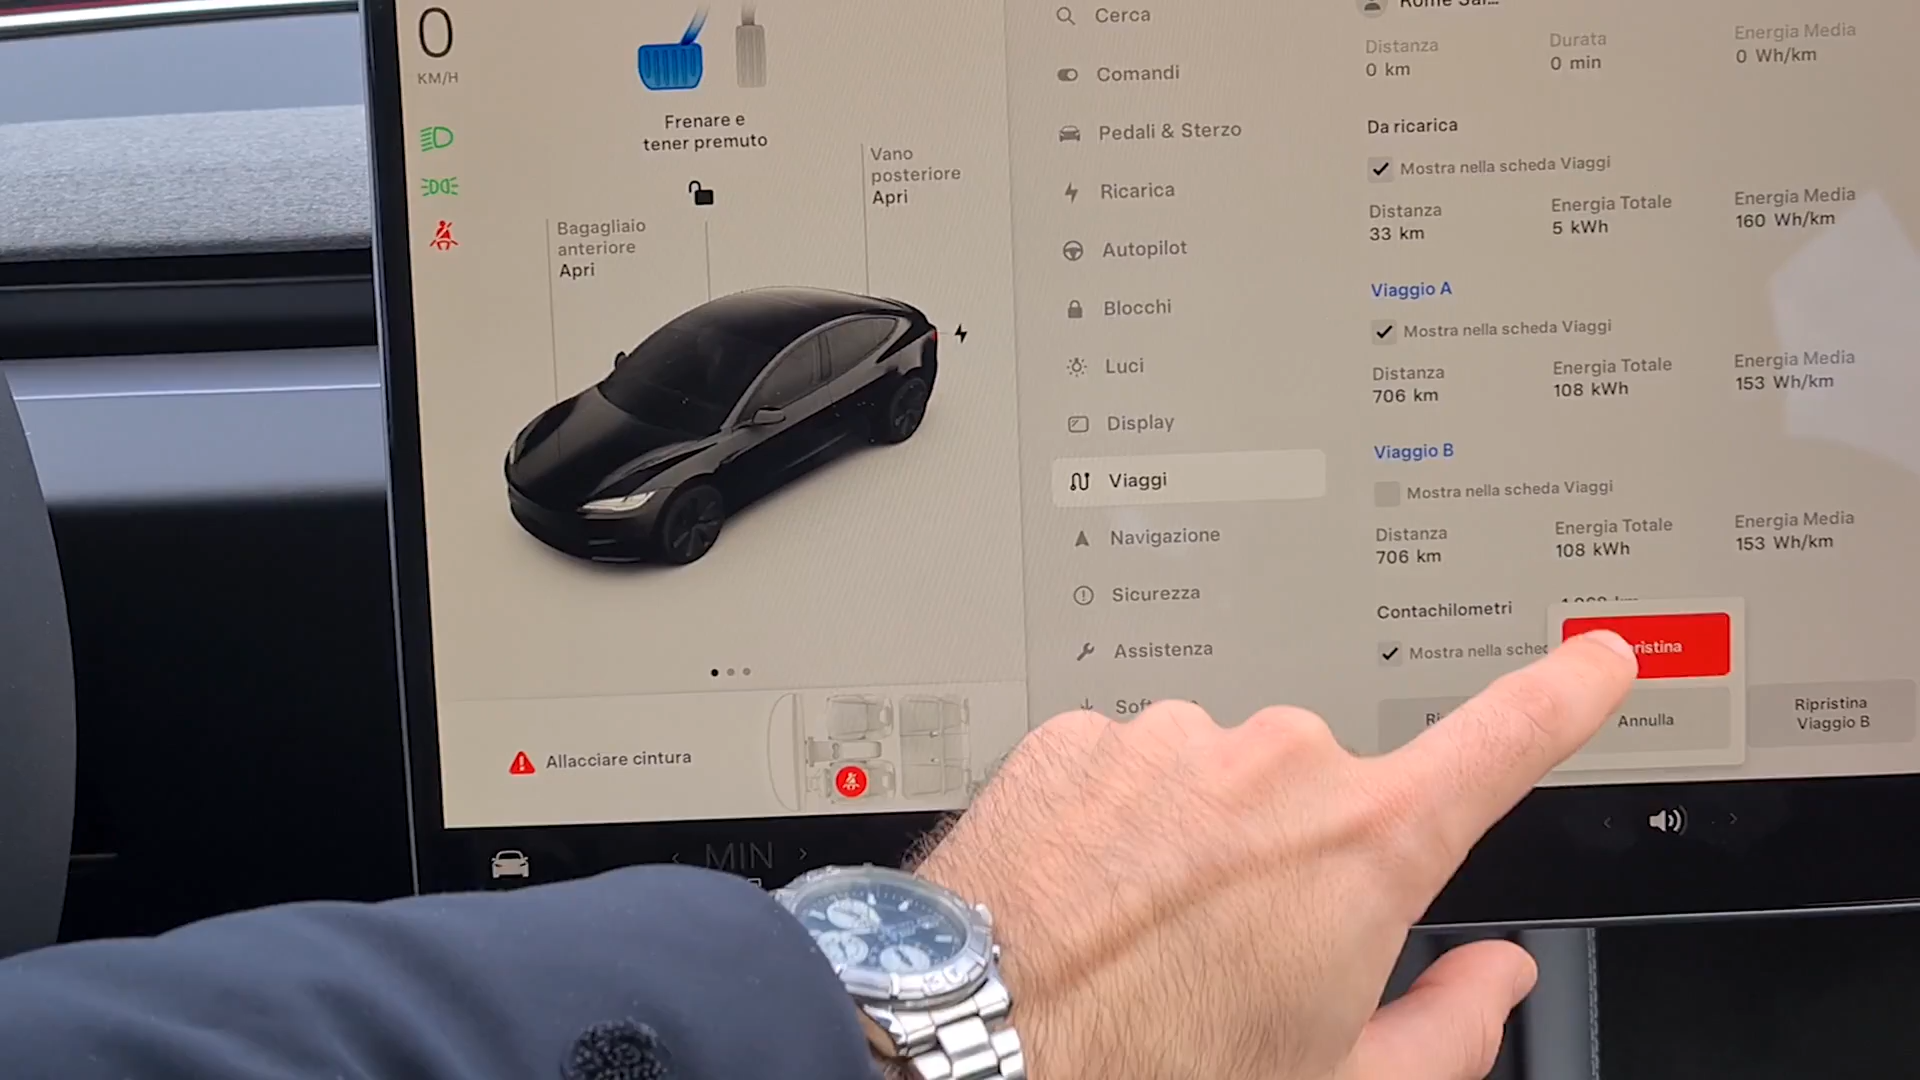 0
KM/H
Frenare e
tener premuto
Vano
posteriore
Apri
Bagagliaio
anteriore
Apri
Allacciare cintura
MIN
Cerca
Comandi
Pedali & Sterzo
Ricarica
Autopilot
Blocchi
Luci
Display
Viaggi
Navigazione
Sicurezza
Assistenza
Distanza
0 km
Durata
0 min
Energia Media
0 Wh/km
Da ricarica
Mostra nella scheda Viaggi
Distanza
33 km
Energia Totale
5 kWh
Energia Media
160 Wh/km
Viaggio A
Mostra nella scheda Viaggi
Distanza
706 km
Energia Totale
108 kWh
Energia Media
153 Wh/km
Viaggio B
Mostra nella scheda Viaggi
Distanza
706 km
Energia Totale
108 kWh
Energia Media
153 Wh/km
Contachilometri
Mostra nella
Annulla
Ripristina
Viaggio B